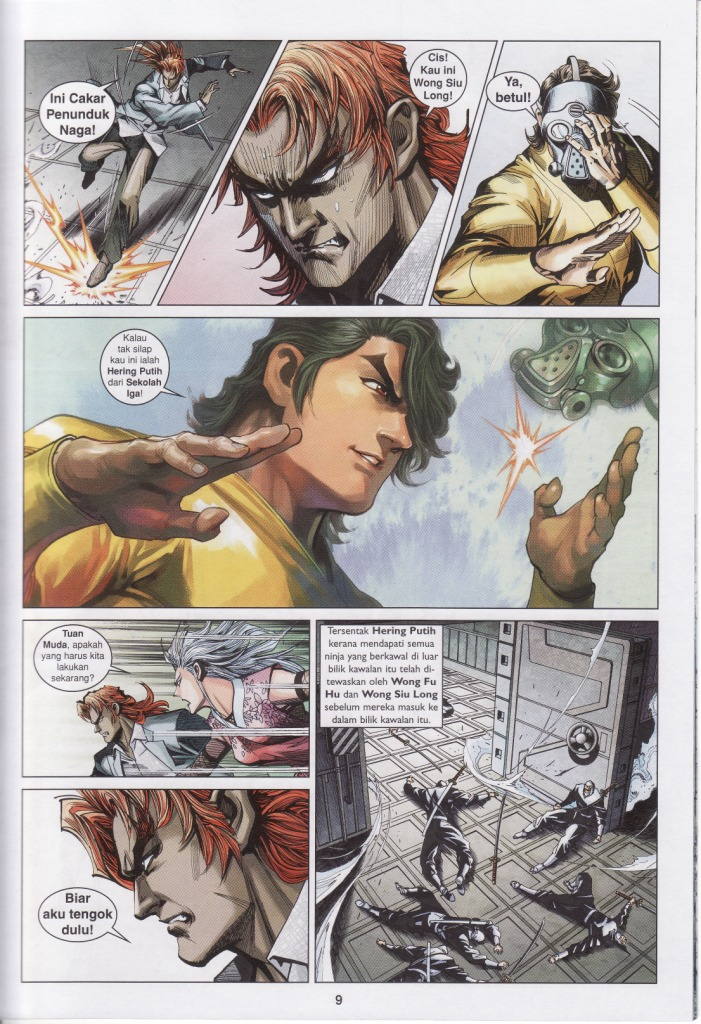 Ini Cakar
Penunduk
Naga!
Cis!
Kau ini
Wong Siu
Long!
Ya,
betul!
Kalau
tak silap
kau ini ialah
Hering Putih
dari Sekolah
Iga!
Tuan
Muda, apakah
yang harus kita
lakukan
sekarang?
Tersentak Hering Putih
kerana mendapati semua
ninja yang berkawal di luar
bilik kawalan itu telah di-
tewaskan oleh Wong Fu
Hu dan Wong Siu Long
sebelum mereka masuk ke
dalam bilik kawalan itu.
Biar
aku tengok
dulu!
9